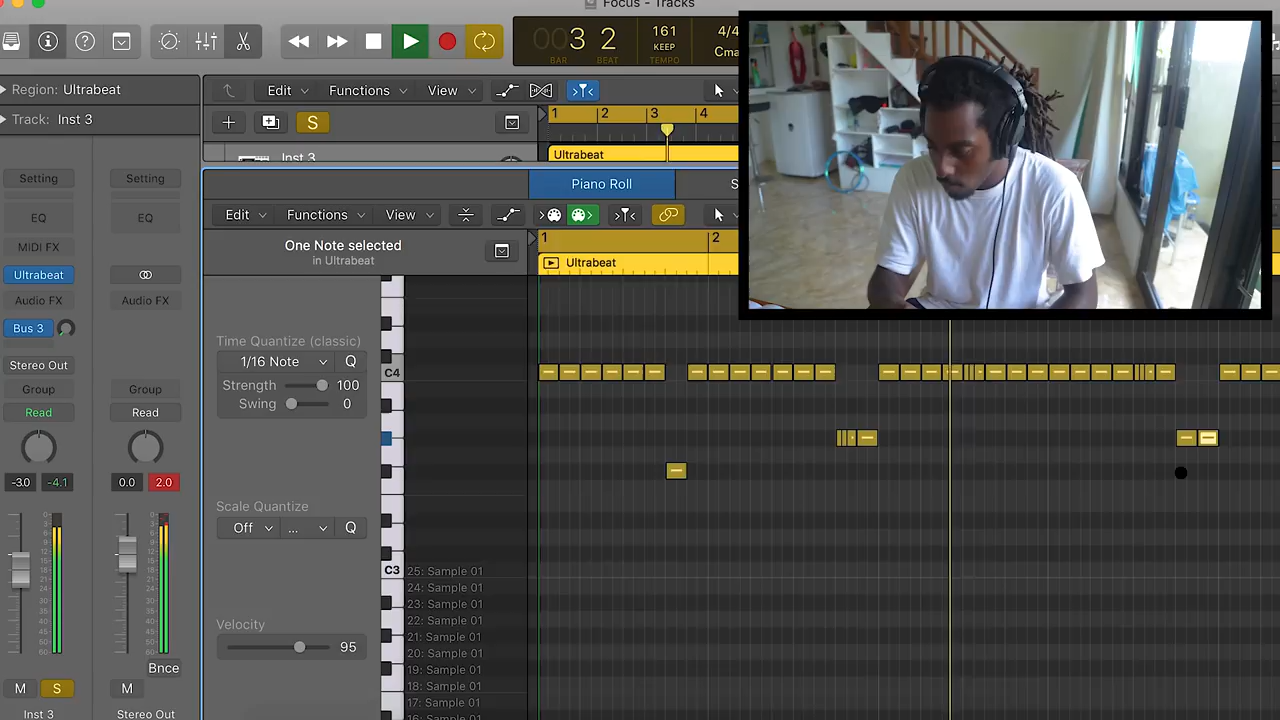 Focus - Tracks
003 2
BAR BEAT
161
KEEP
TEMPO
4/4
Cma
Region: Ultrabeat
Track: Inst 3
Edit Functions View
1 2 3 4
S
Inst 3
Ultrabeat
Piano Roll
S
Edit Functions View
One Note selected
in Ultrabeat
1 2
Ultrabeat
Setting Setting
EQ EQ
MIDI FX
Ultrabeat
Audio FX Audio FX
Bus 3
Stereo Out
Group Group
Read Read
-3.0 -4.1 0.0 2.0
Bnce
M S M
Inst 3 Stereo Out
Time Quantize (classic)
1/16 Note Q
Strength 100
Swing 0
Scale Quantize
Off ... Q
Velocity
95
C4
C3
25: Sample 01
24: Sample 01
23: Sample 01
22: Sample 01
21: Sample 01
20: Sample 01
19: Sample 01
18: Sample 01
17: Sample 01
16: Sample 01